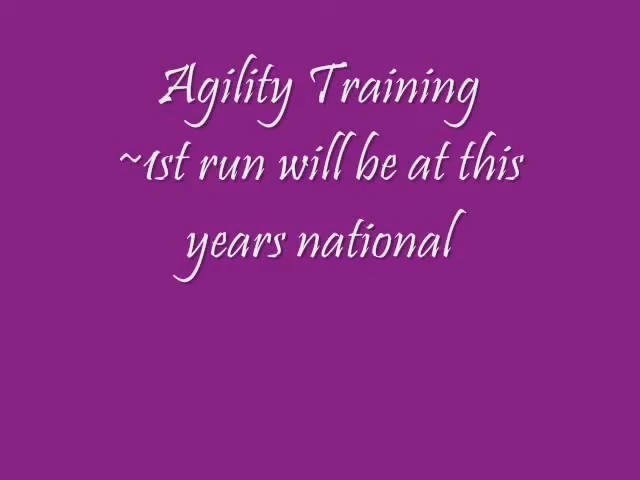 Agility Training
~1st run will be at this
years national